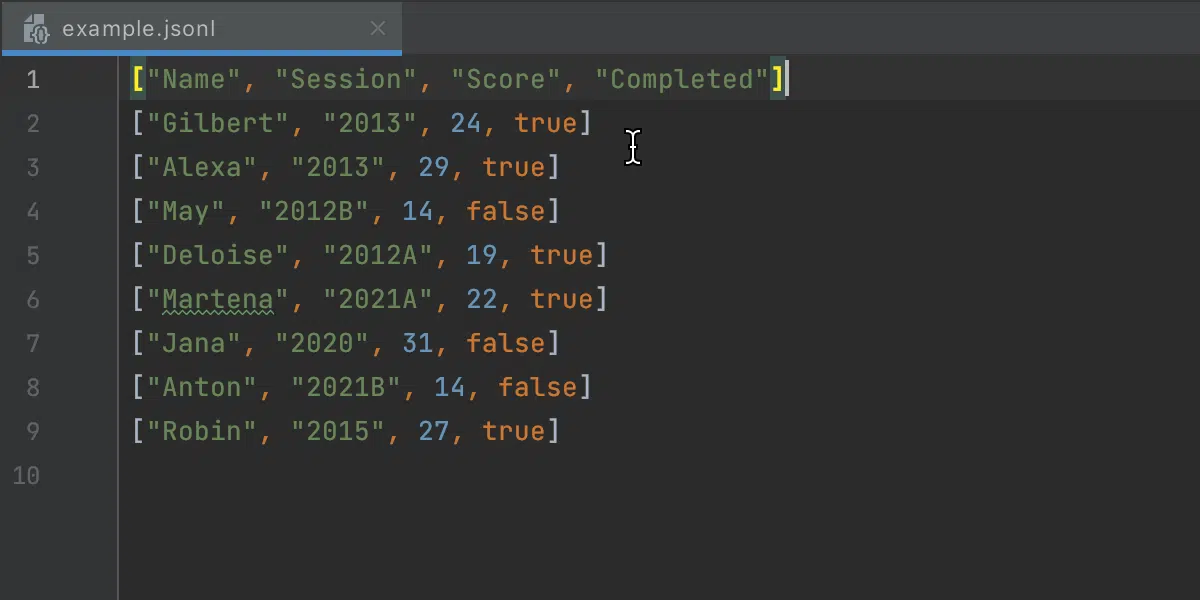 example.jsonl
1 ["Name", "Session", "Score", "Completed"]
2 ["Gilbert", "2013", 24, true]
3 ["Alexa", "2013", 29, true]
4 ["May", "2012B", 14, false]
5 ["Deloise", "2012A", 19, true]
6 ["Martena", "2021A", 22, true]
7 ["Jana", "2020", 31, false]
8 ["Anton", "2021B", 14, false]
9 ["Robin", "2015", 27, true]
10